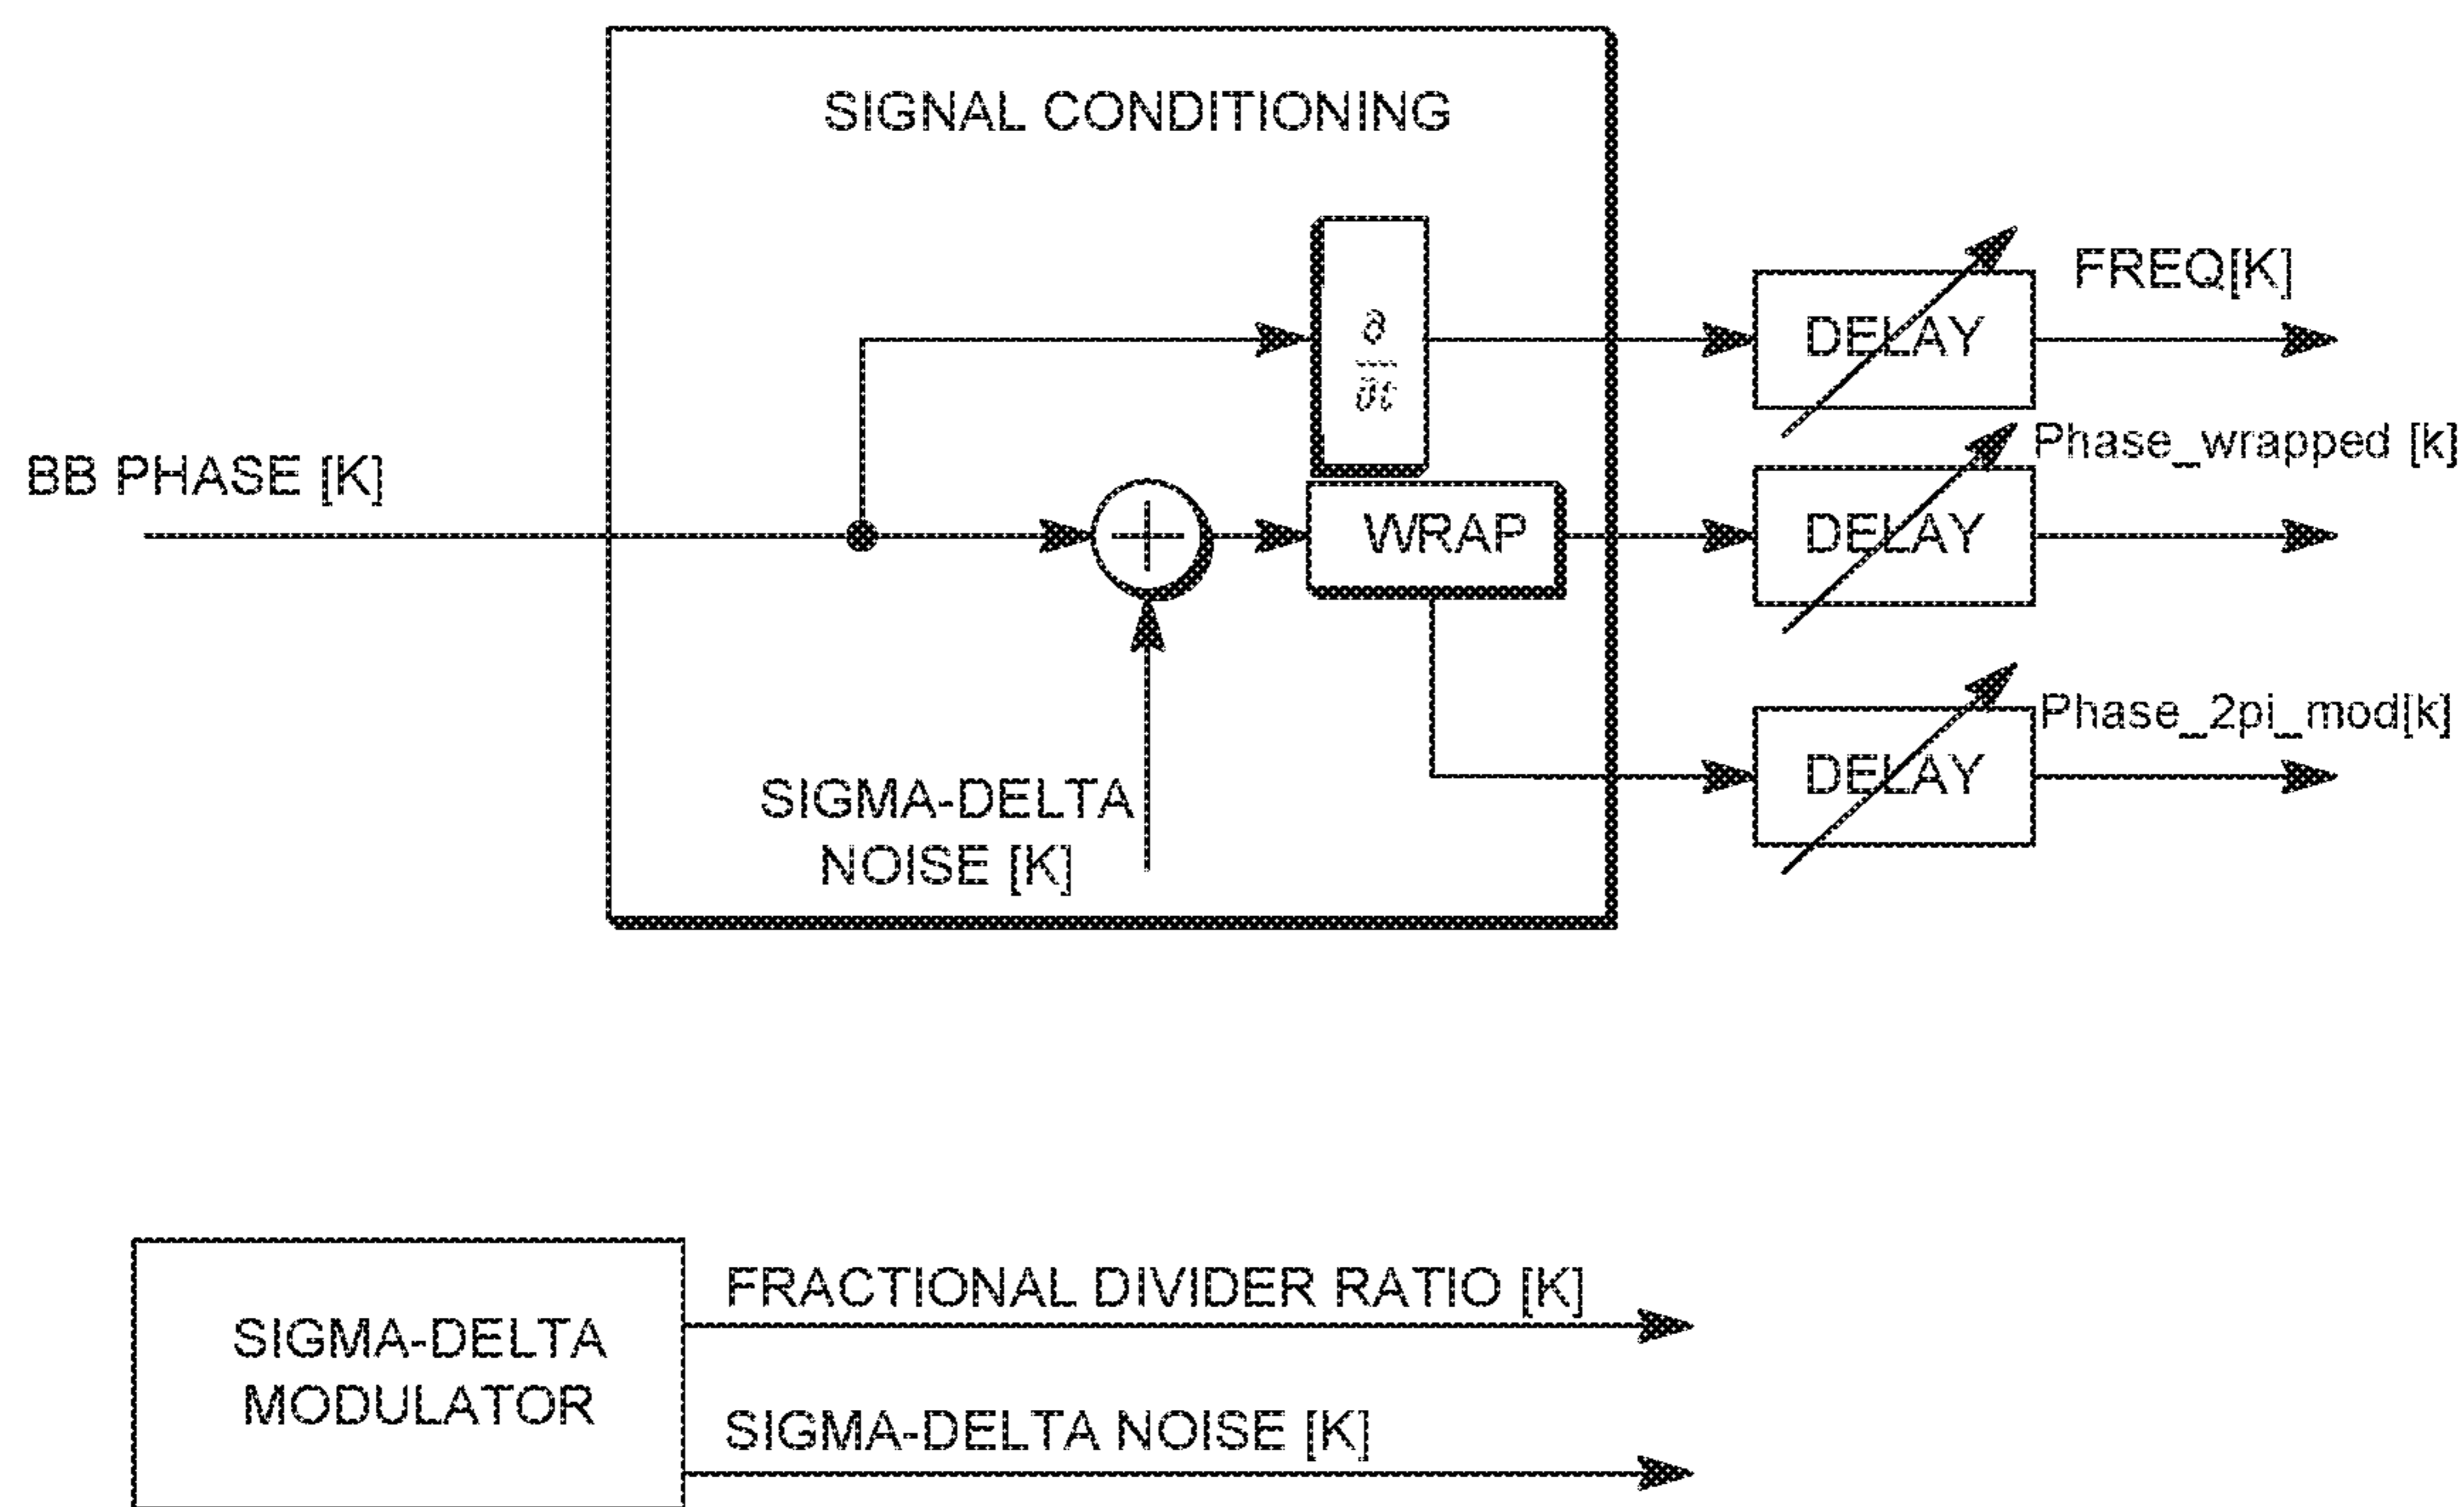 SIGNAL CONDITIONING
∂
∂t
FREQ[K]
DELAY
BB PHASE [K]
Phase_wrapped [k]
WRAP
DELAY
Phase_2pi_mod[k]
DELAY
SIGMA-DELTA
NOISE [K]
SIGMA-DELTA
MODULATOR
FRACTIONAL DIVIDER RATIO [K]
SIGMA-DELTA NOISE [K]